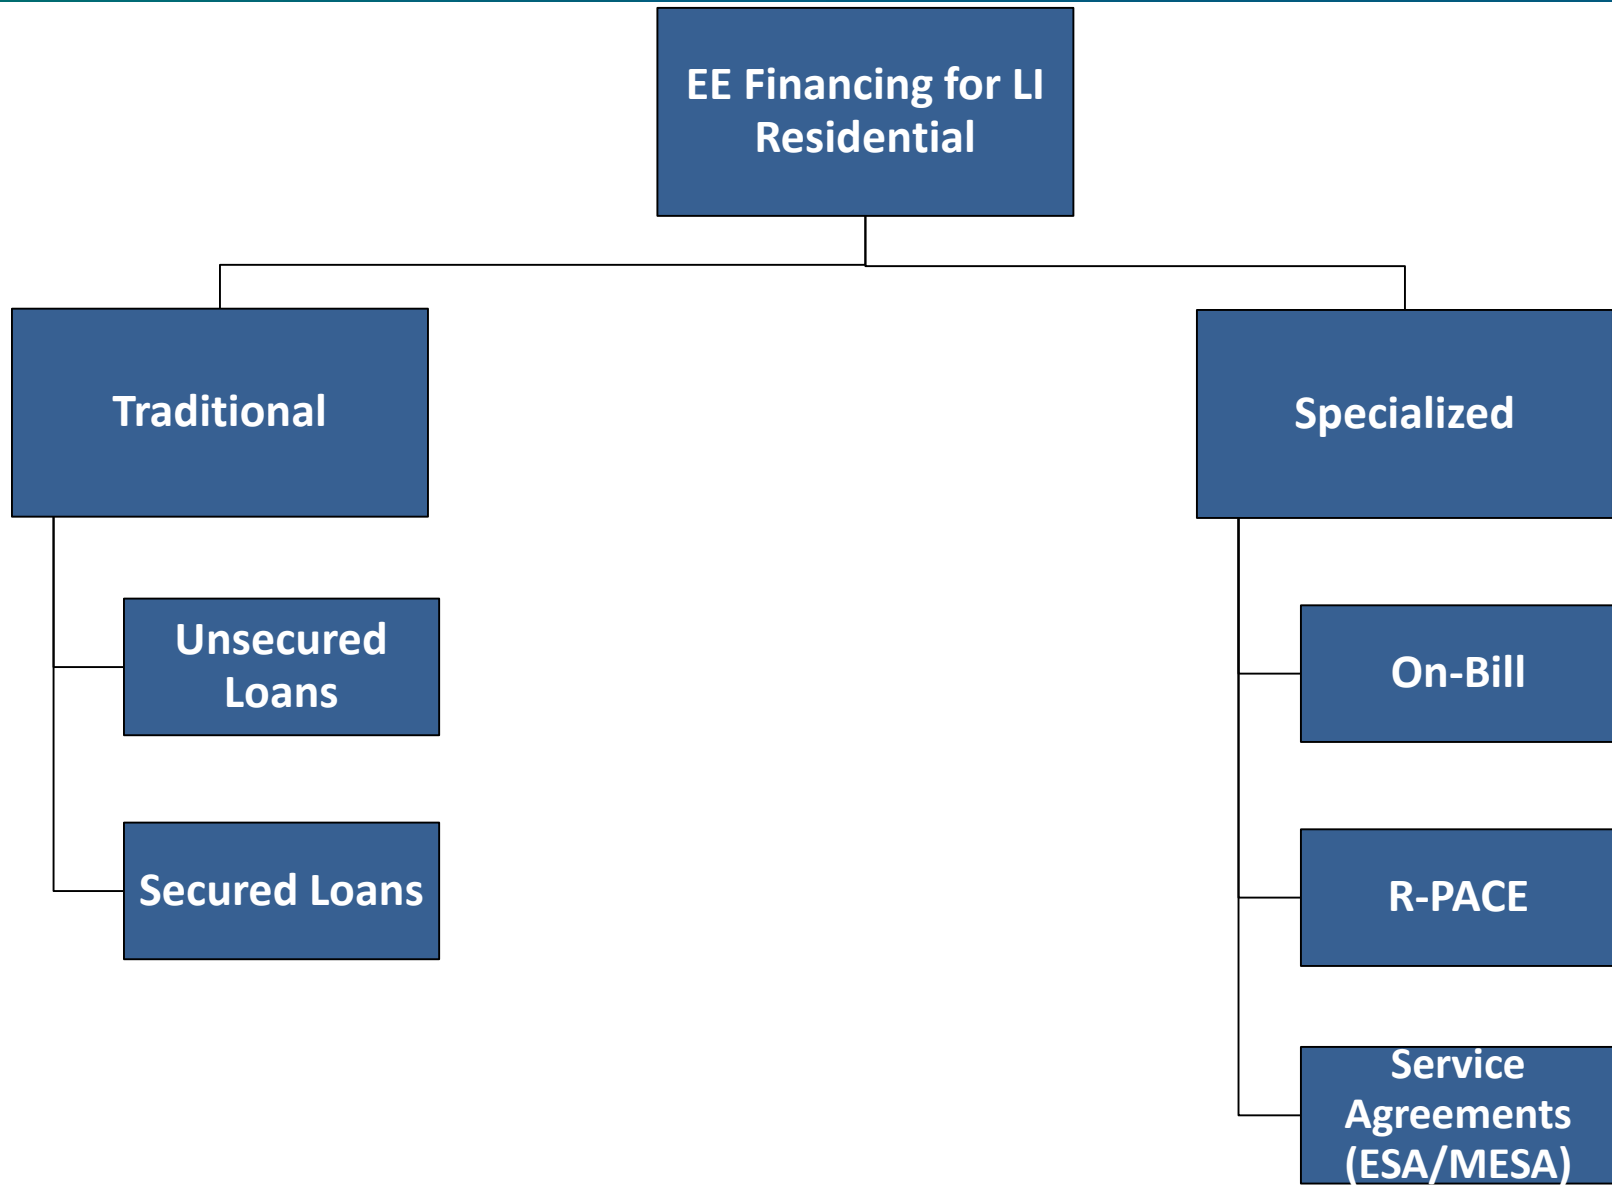 EE Financing for LI
Residential
Traditional
Specialized
Unsecured
Loans
Secured Loans
On-Bill
R-PACE
Service
Agreements
(ESA/MESA)